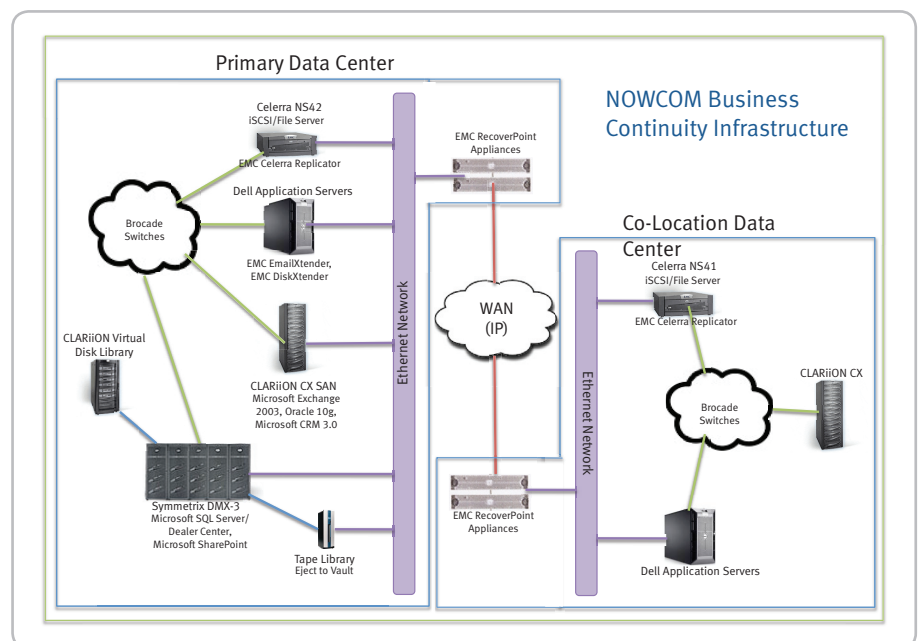 Primary Data Center
NOWCOM Business
Continuity Infrastructure
Celerra NS42
iSCSI/File Server
EMC Celerra Replicator
Dell Application Servers
EMC EmailXtender,
EMC DiskXtender
Brocade
Switches
CLARiiON Virtual
Disk Library
CLARiiON CX SAN
Microsoft Exchange
2003, Oracle 10g,
Microsoft CRM 3.0
Symmetrix DMX-3
Microsoft SQL Server/
Dealer Center,
Microsoft SharePoint
Tape Library
Eject to Vault
Ethernet Network
EMC RecoverPoint
Appliances
WAN
(IP)
EMC RecoverPoint
Appliances
Co-Location Data
Center
Celerra NS41
iSCSI/File Server
EMC Celerra Replicator
Ethernet Network
Brocade
Switches
CLARiiON CX
Dell Application Servers